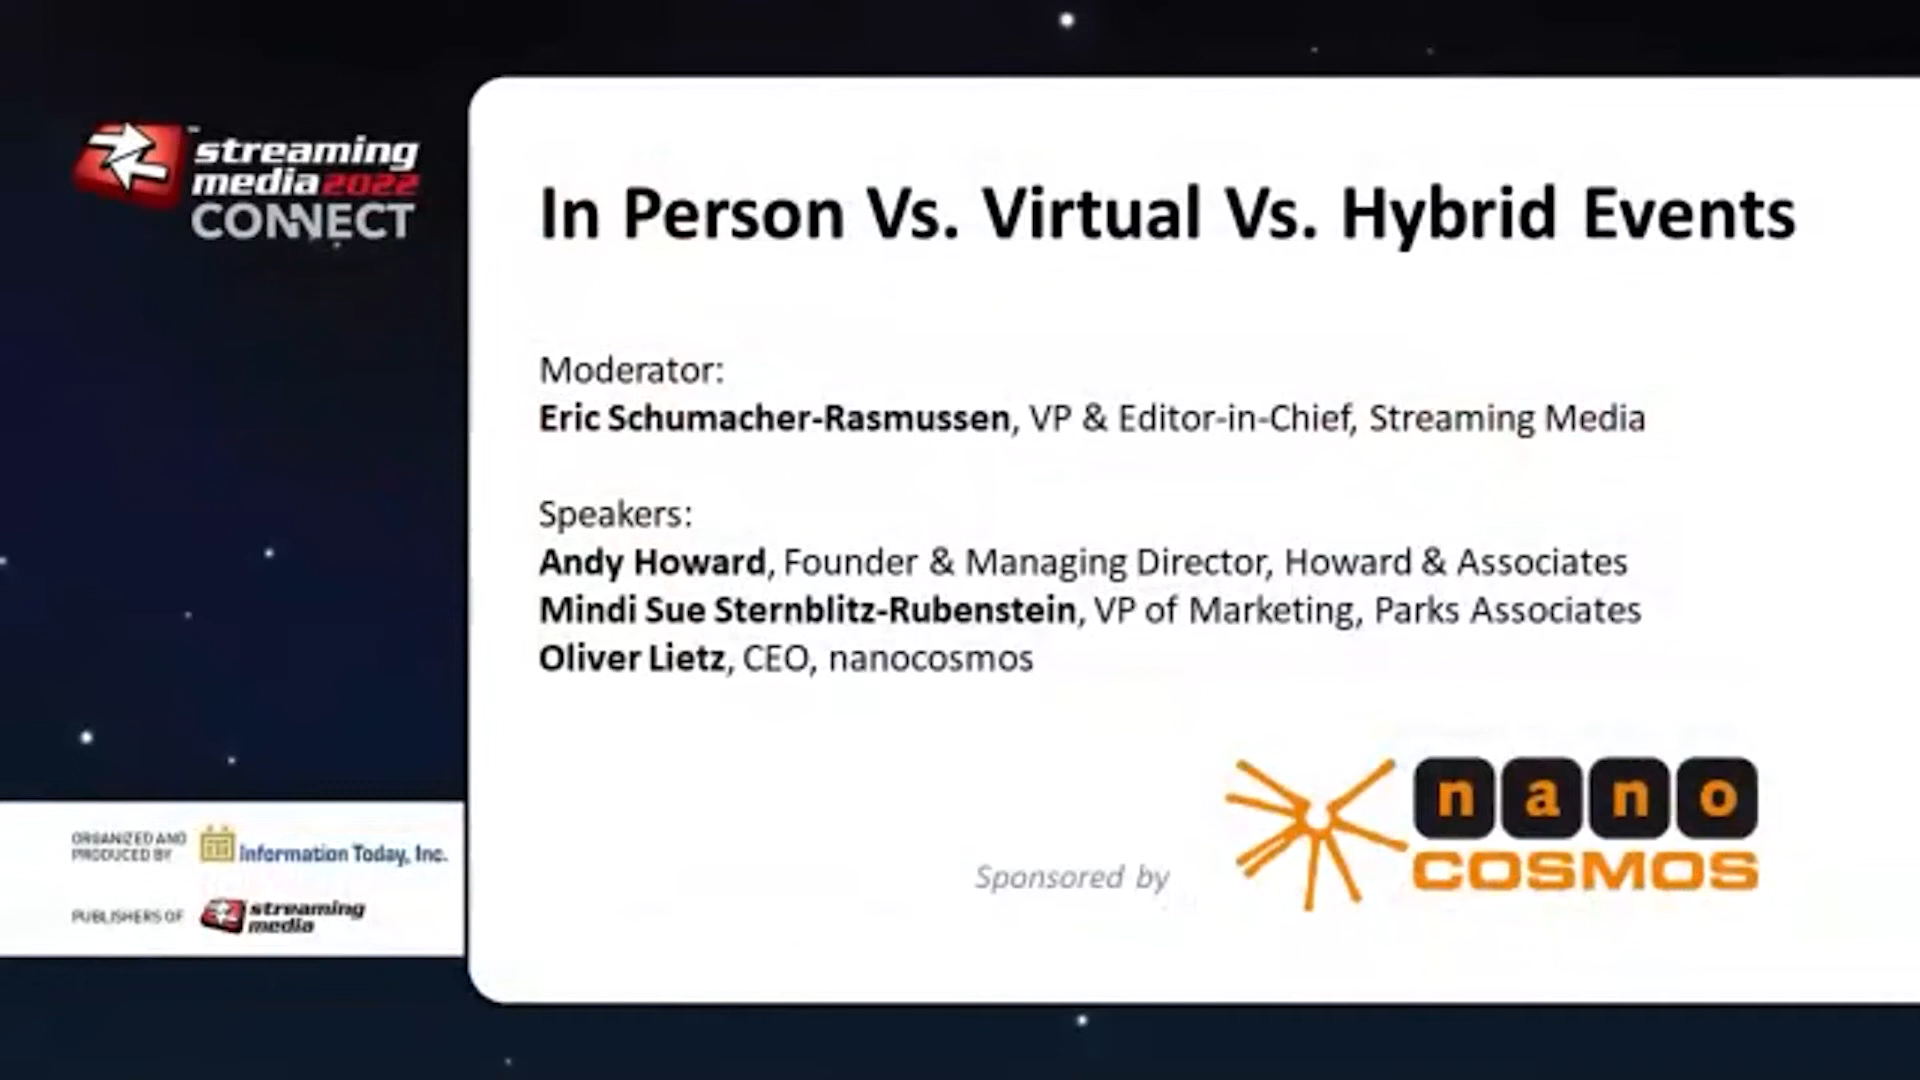 streaming
media 2022
CONNECT
In Person Vs. Virtual Vs. Hybrid Events
Moderator:
Eric Schumacher-Rasmussen, VP & Editor-in-Chief, Streaming Media
Speakers:
Andy Howard, Founder & Managing Director, Howard & Associates
Mindi Sue Sternblitz-Rubenstein, VP of Marketing, Parks Associates
Oliver Lietz, CEO, nanocosmos
Sponsored by
nano
COSMOS
ORGANIZED AND
PRODUCED BY
Information Today, Inc.
PUBLISHERS OF
streaming
media